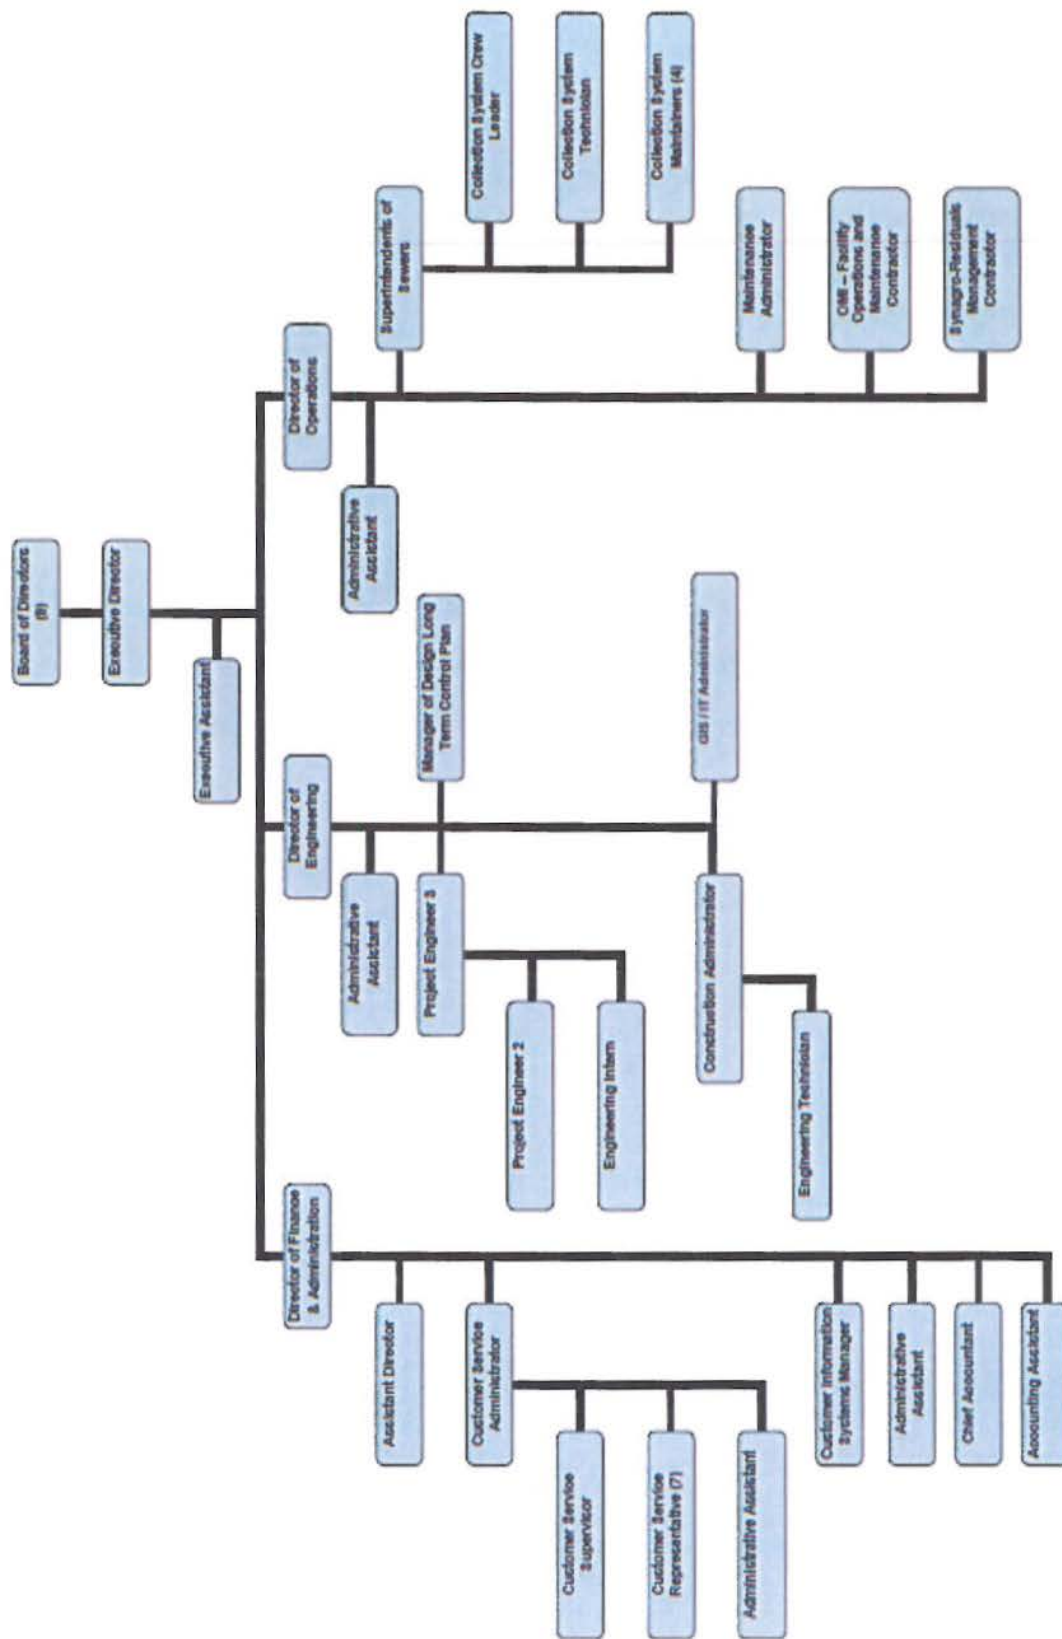 Board of Directors
Executive Director
Executive Assistant
Director of Finance
& Administration
Director of
Engineering
Director of
Operations
Assistant Director
Customer Service
Administrator
Customer Service
Supervisor
Customer Service
Representative (7)
Administrative Assistant
Customer Information
Systems Manager
Administrative
Assistant
Chief Accountant
Accounting Assistant
Administrative
Assistant
Project Engineer 3
Manager of Design Long
Term Control Plan
Project Engineer 2
Engineering Intern
Construction Administrator
GIS / IT Administrator
Engineering Technician
Administrative
Assistant
Superintendents of
Sewers
Collection System Crew
Leader
Collection System
Technician
Collection System
Maintainers (4)
Maintenance
Administrator
OMI – Facility
Operations and
Maintenance
Contractor
Synagro-Residuals
Management
Contractor